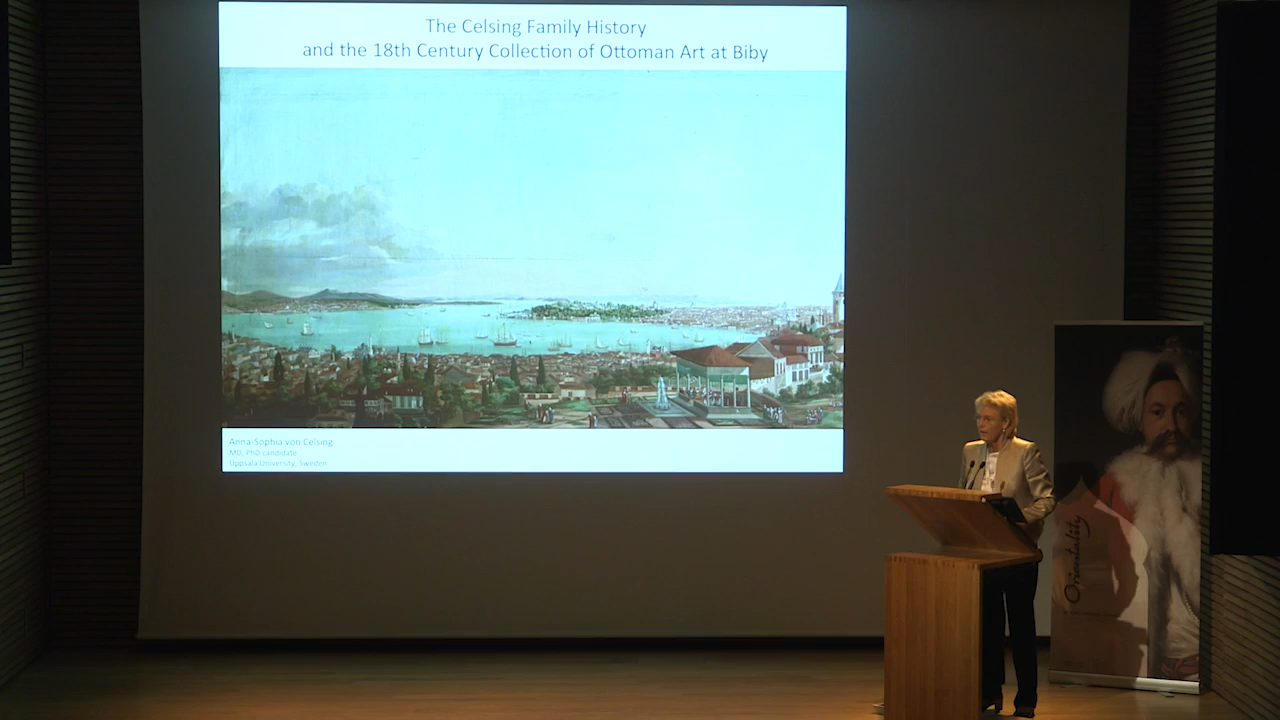 The Celsing Family History
and the 18th Century Collection of Ottoman Art at Biby
Anna-Sophia von Celsing
MD, PhD candidate
Uppsala University, Sweden
Orientality